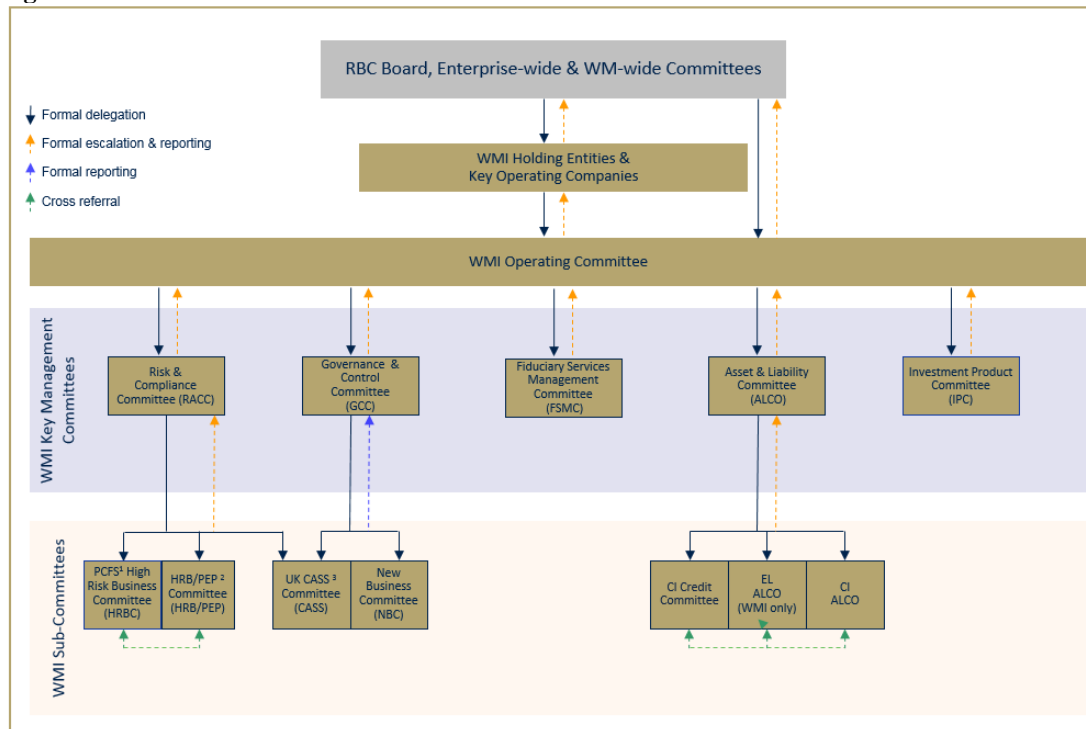 RBC Board, Enterprise-wide & WM-wide Committees
Formal delegation
Formal escalation & reporting
Formal reporting
Cross referral
WMI Holding Entities &
Key Operating Companies
WMI Operating Committee
WMI Key Management
Committees
Risk &
Compliance
Committee (RACC)
Governance &
Control
Committee
(GCC)
Fiduciary Services
Management
Committee
(FSMC)
Asset & Liability
Committee
(ALCO)
Investment Product
Committee
(IPC)
WMI Sub-Committees
PCFS¹ High
Risk Business
Committee
(HRBC)
HRB/PEP ²
Committee
(HRB/PEP)
UK CASS ³
Committee
(CASS)
New
Business
Committee
(NBC)
CI Credit
Committee
EL
ALCO
(WMI only)
CI
ALCO